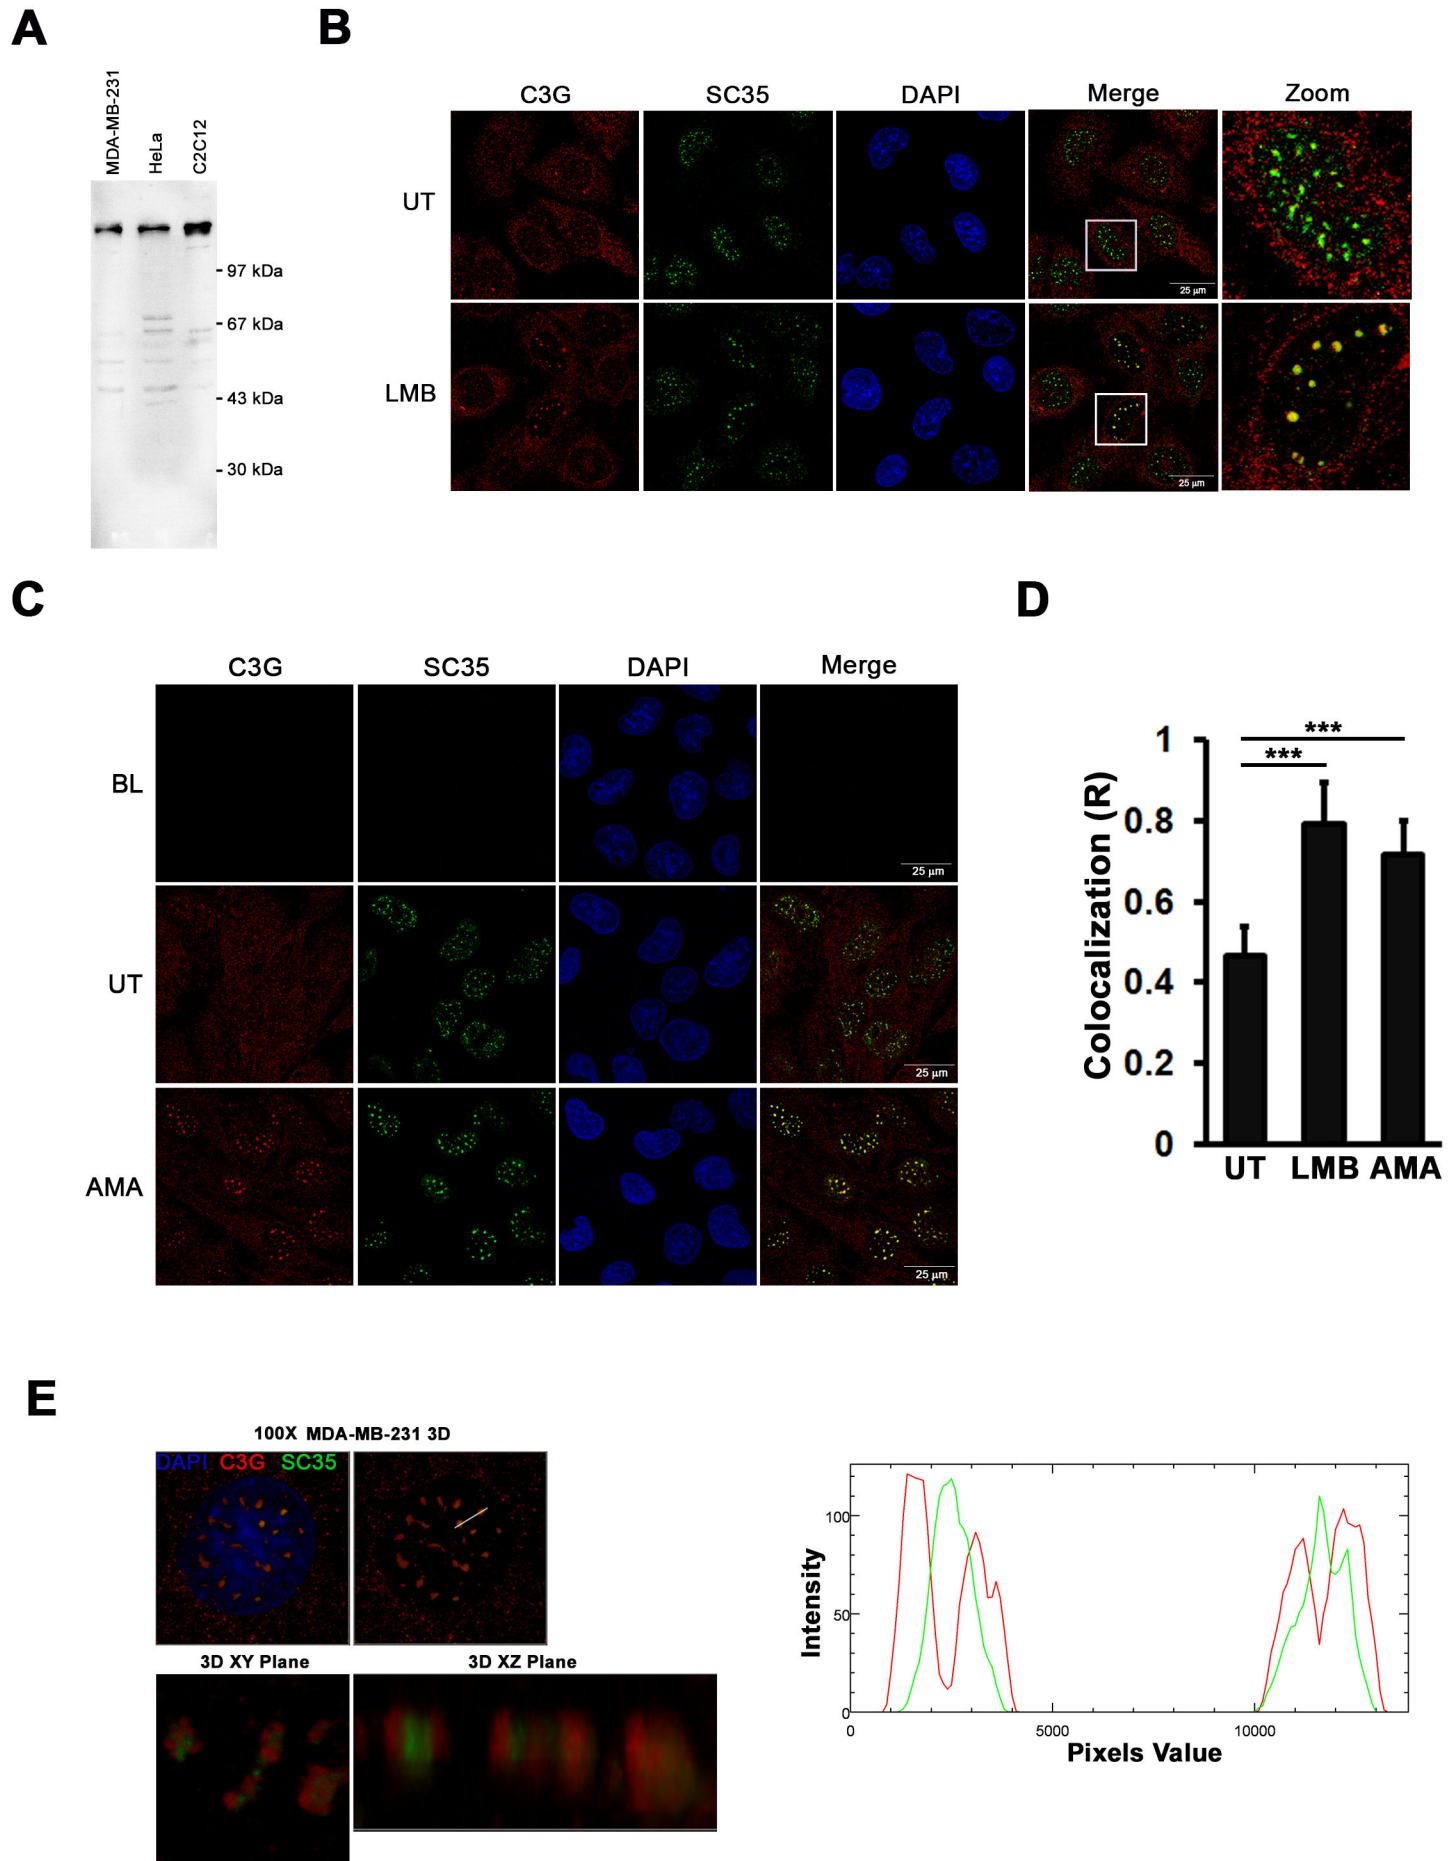 A
MDA-MB-231
HeLa
C2C12
97 kDa
67 kDa
43 kDa
30 kDa
B
C3G SC35 DAPI Merge Zoom
UT
25 µm
LMB
25 µm
C
C3G SC35 DAPI Merge
BL
25 µm
UT
25 µm
AMA
25 µm
D
Colocalization (R)
1
0.8
0.6
0.4
0.2
0
***
***
UT LMB AMA
E
100X MDA-MB-231 3D
DAPI C3G SC35
3D XY Plane
3D XZ Plane
Intensity
100
50
0
0 5000 10000
Pixels Value